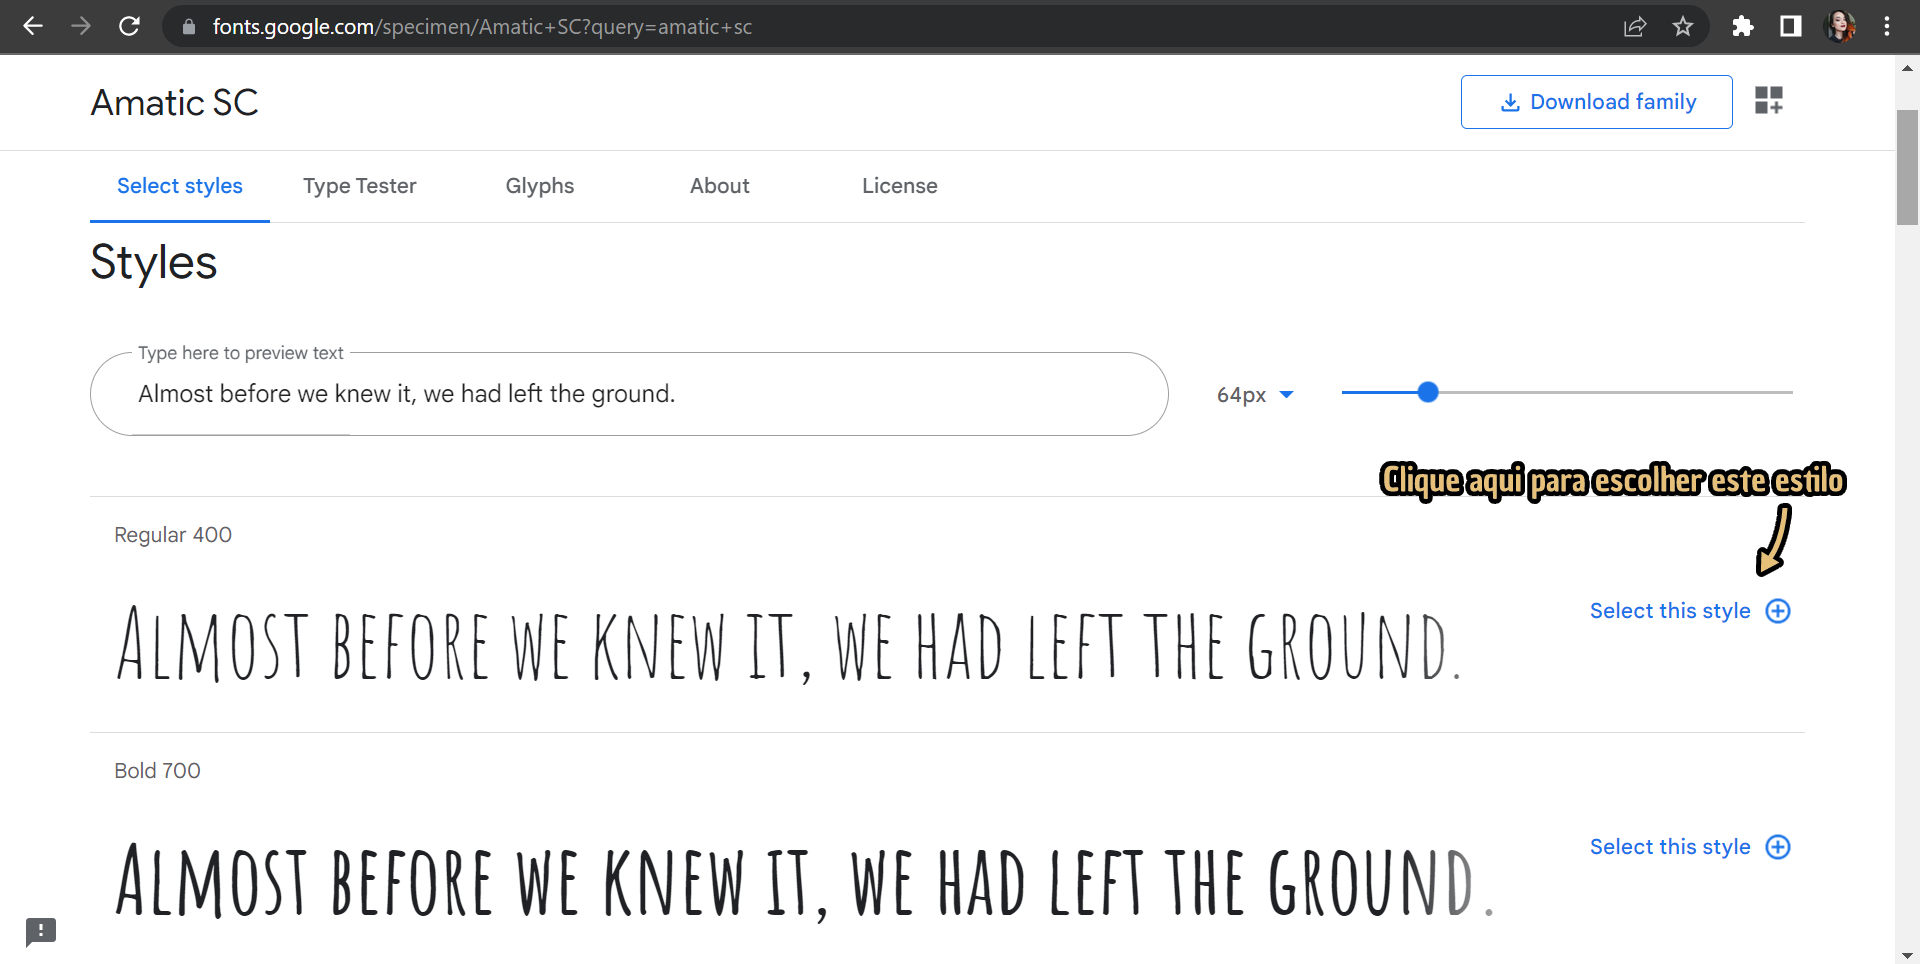 fonts.google.com/specimen/Amatic+SC?query=amatic+sc
Amatic SC
Download family
Select styles Type Tester Glyphs About License
Styles
Type here to preview text
Almost before we knew it, we had left the ground.
64px
Clique aqui para escolher este estilo
Regular 400
Select this style
Almost before we knew it, we had left the ground.
Bold 700
Select this style
Almost before we knew it, we had left the ground.